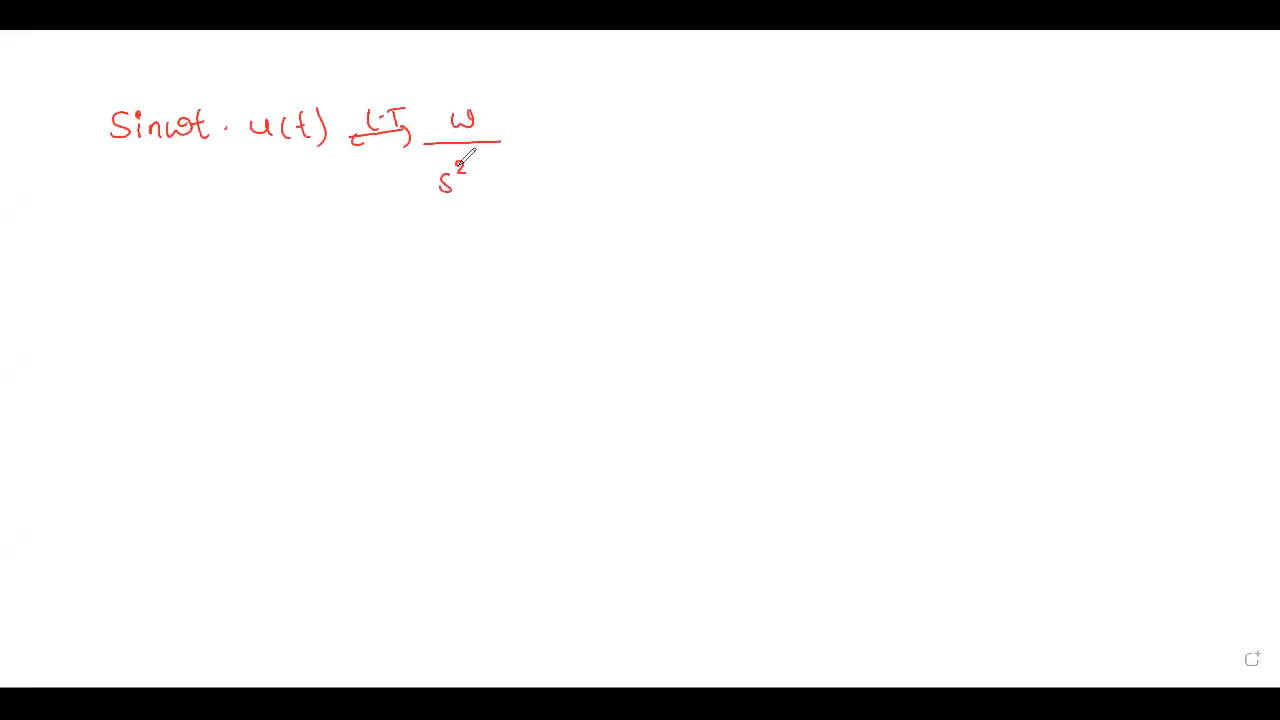 Sinωt · u(t) L·T ω
s²